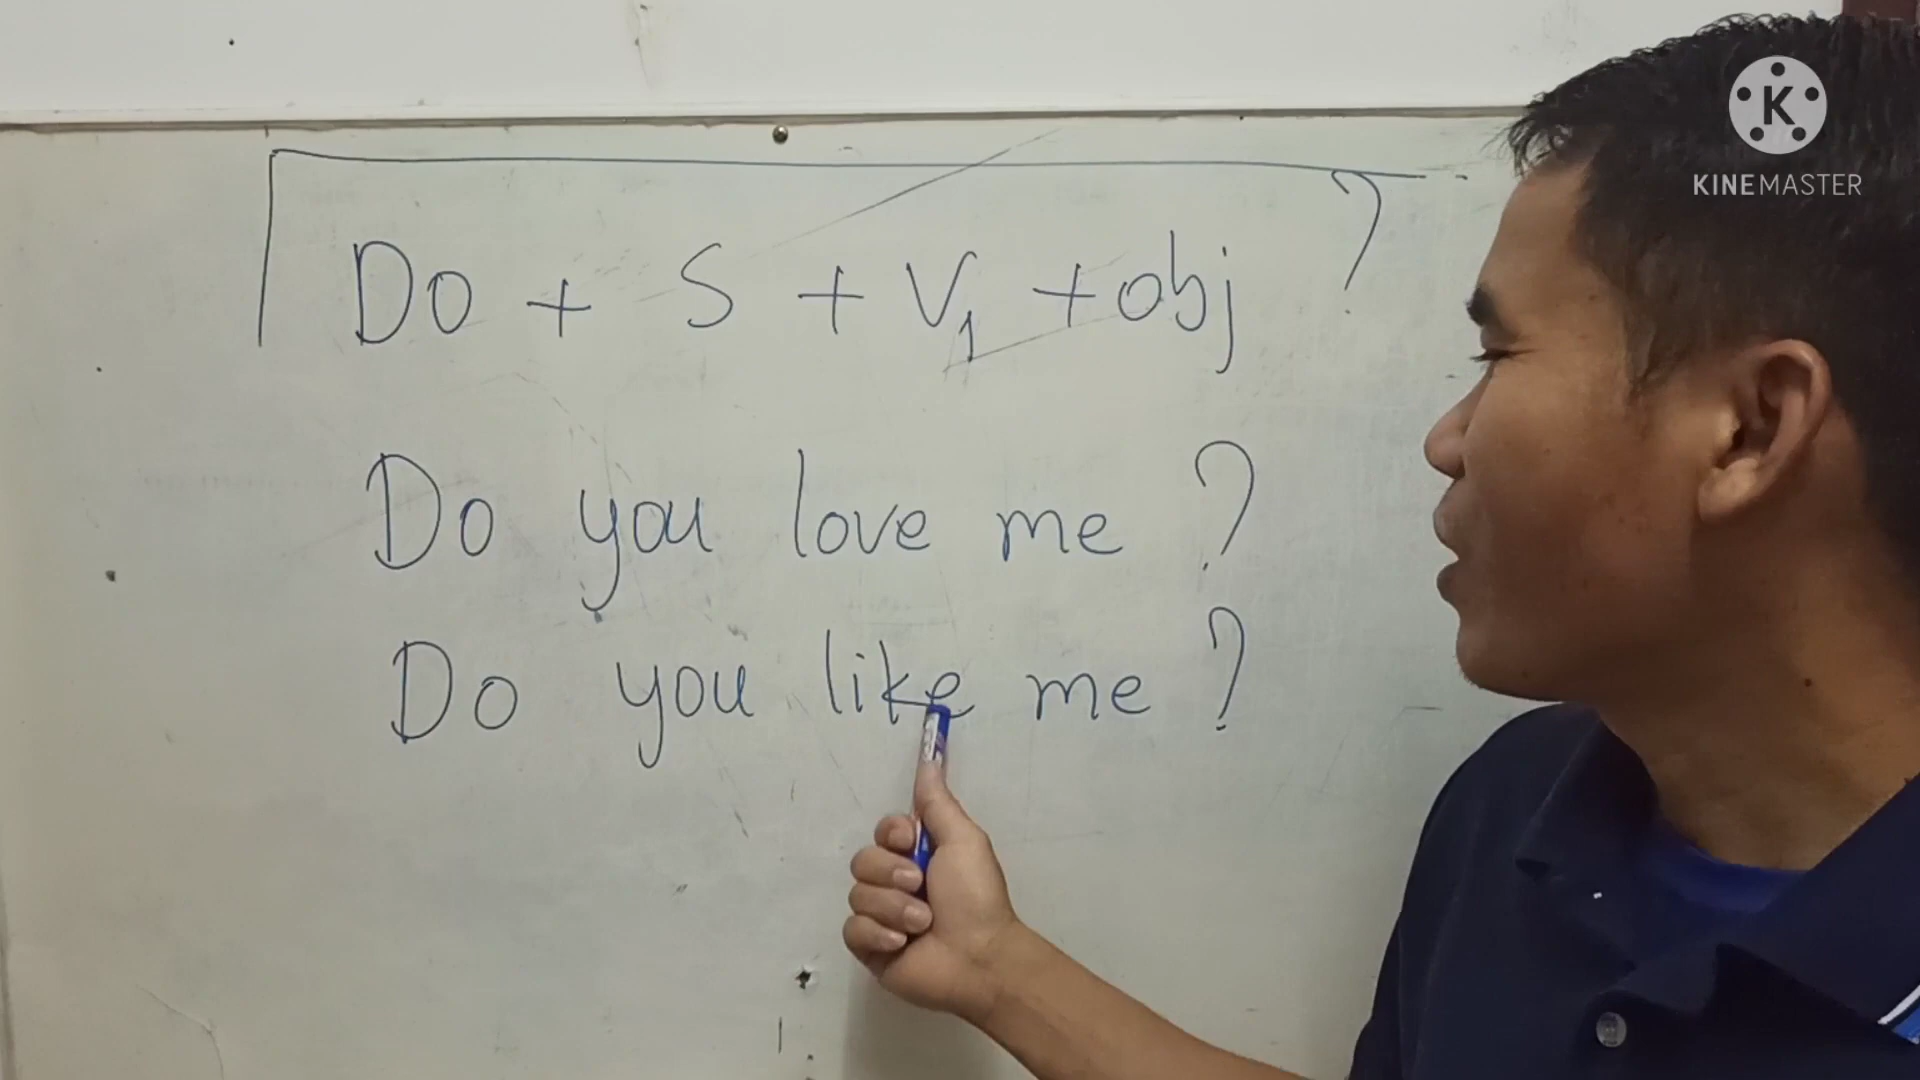 Do + S + V1 + obj ?
Do you love me ?
Do you like me ?
K
KINEMASTER